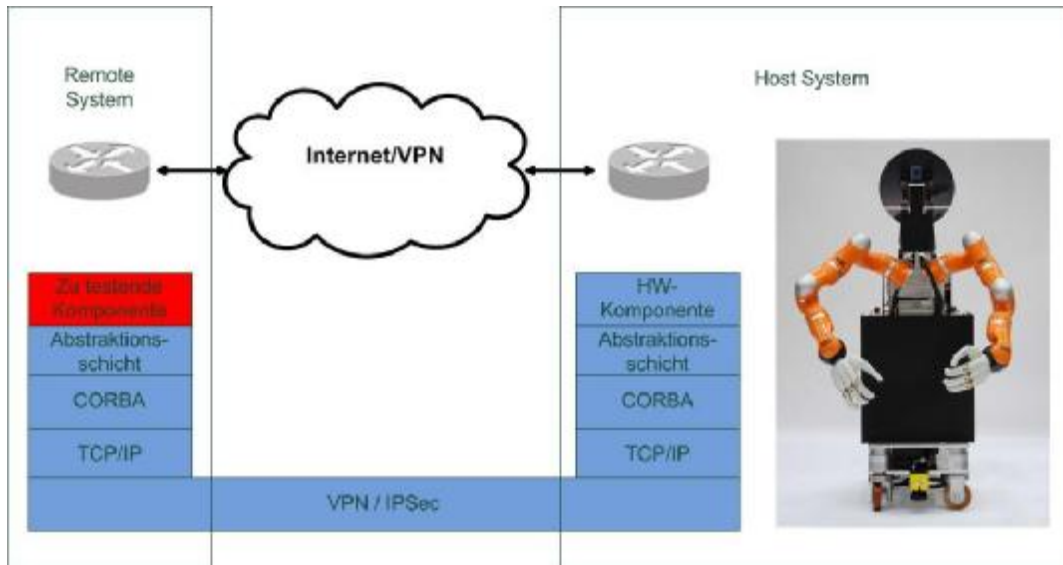 Remote
System
Internet/VPN
Host System
Zu testende
Komponente
Abstraktions-
schicht
CORBA
TCP/IP
HW-
Komponente
Abstraktions-
schicht
CORBA
TCP/IP
VPN / IPSec